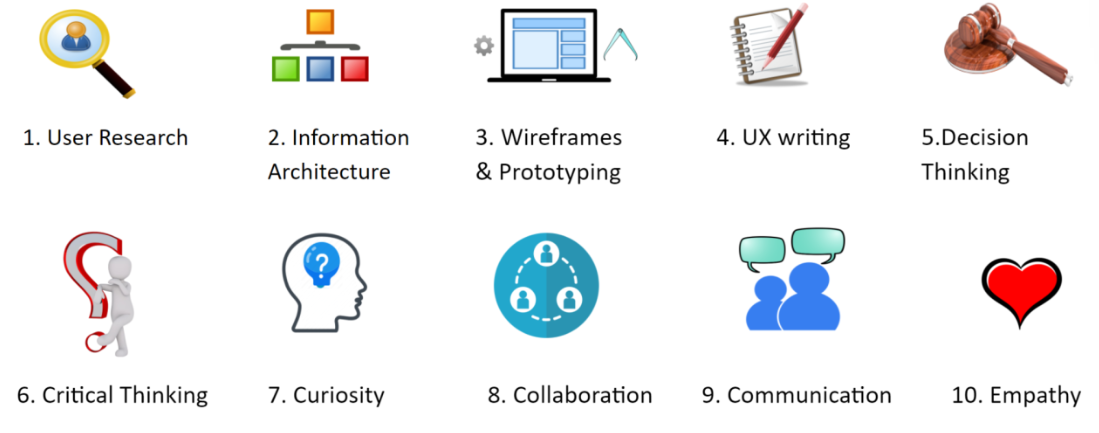 1. User Research
2. Information
Architecture
3. Wireframes
& Prototyping
4. UX writing
5.Decision
Thinking
6. Critical Thinking
7. Curiosity
8. Collaboration
9. Communication
10. Empathy